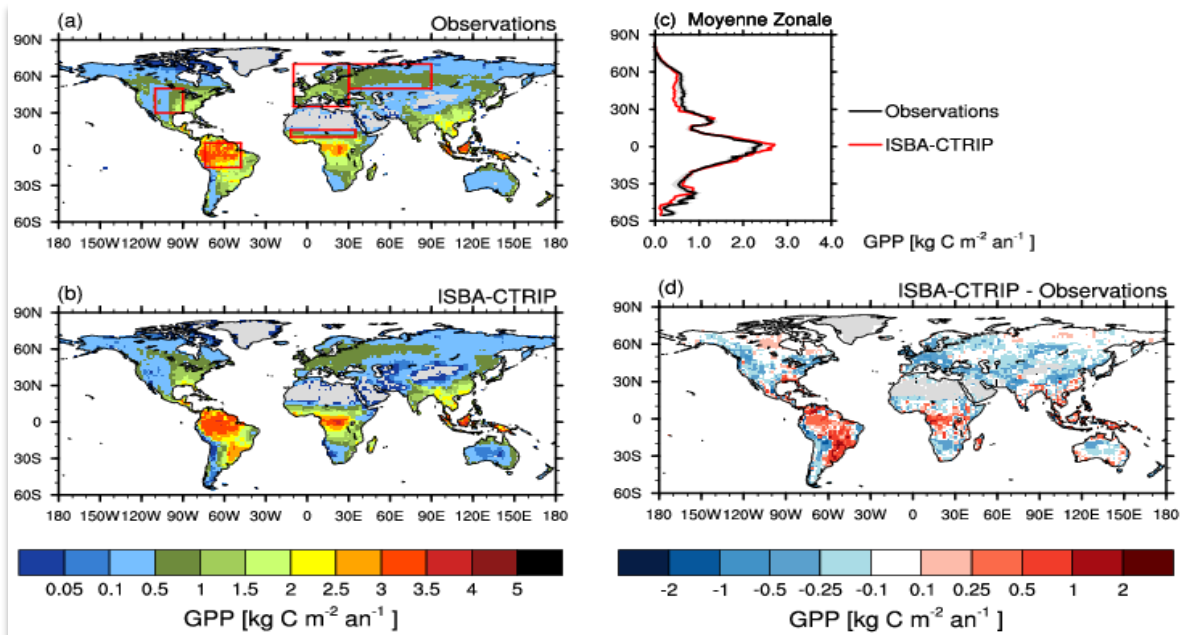 (a) Observations
90N
60N
30N
0
30S
60S
180 150W 120W 90W 60W 30W 0 30E 60E 90E 120E 150E 180
(c) Moyenne Zonale
90N
60N
30N
0
30S
60S
0.0 1.0 2.0 3.0 4.0
GPP [kg C m⁻² an⁻¹ ]
Observations
ISBA-CTRIP
(b) ISBA-CTRIP
90N
60N
30N
0
30S
60S
180 150W 120W 90W 60W 30W 0 30E 60E 90E 120E 150E 180
0.05 0.1 0.5 1 1.5 2 2.5 3 3.5 4 5
GPP [kg C m⁻² an⁻¹ ]
(d) ISBA-CTRIP - Observations
90N
60N
30N
0
30S
60S
180 150W 120W 90W 60W 30W 0 30E 60E 90E 120E 150E 180
-2 -1 -0.5 -0.25 -0.1 0.1 0.25 0.5 1 2
GPP [kg C m⁻² an⁻¹ ]